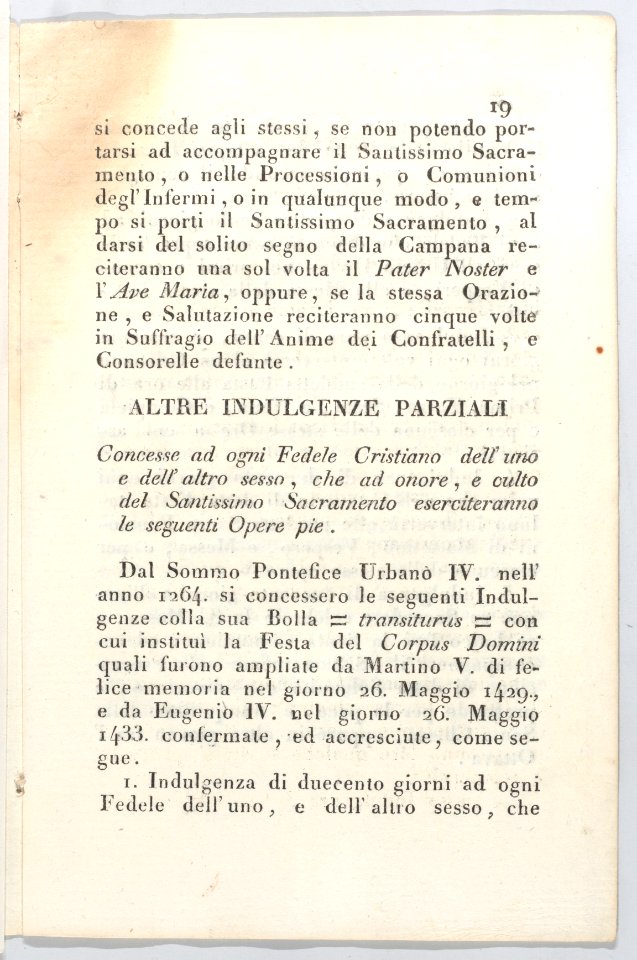 19
si concede agli stessi, se non potendo por-
tarsi ad accompagnare il Santissimo Sacra-
mento, o nelle Processioni, o Comunioni
degl'Infermi, o in qualunque modo, e tem-
po si porti il Santissimo Sacramento, al
darsi del solito segno della Campana re-
citeranno una sol volta il Pater Noster e
l'Ave Maria, oppure, se la stessa Orazio-
ne, e Salutazione reciteranno cinque volte
in Suffragio dell'Anime dei Confratelli, e
Consorelle defunte.
ALTRE INDULGENZE PARZIALI
Concesse ad ogni Fedele Cristiano dell'uno
e dell'altro sesso, che ad onore, e culto
del Santissimo Sacramento eserciteranno
le seguenti Opere pie.
Dal Sommo Pontefice Urbano IV. nell'
anno 1264. si concessero le seguenti Indul-
genze colla sua Bolla = transiturus = con
cui instituì la Festa del Corpus Domini
quali furono ampliate da Martino V. di fe-
lice memoria nel giorno 26. Maggio 1429.,
e da Eugenio IV. nel giorno 26. Maggio
1433. confermate, ed accresciute, come se-
gue.
1. Indulgenza di duecento giorni ad ogni
Fedele dell'uno, e dell'altro sesso, che